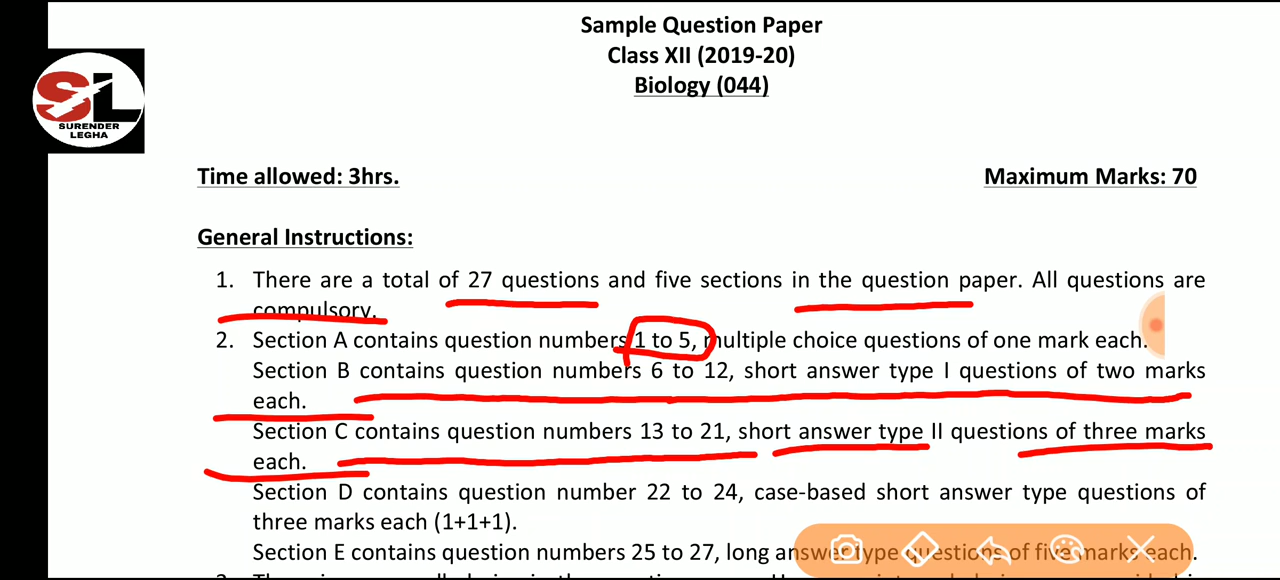 Sample Question Paper
Class XII (2019-20)
Biology (044)
SL
SURENDER
LEGHA
Time allowed: 3hrs. Maximum Marks: 70
General Instructions:
1. There are a total of 27 questions and five sections in the question paper. All questions are
compulsory.
2. Section A contains question numbers 1 to 5, multiple choice questions of one mark each.
Section B contains question numbers 6 to 12, short answer type I questions of two marks
each.
Section C contains question numbers 13 to 21, short answer type II questions of three marks
each.
Section D contains question number 22 to 24, case-based short answer type questions of
three marks each (1+1+1).
Section E contains question numbers 25 to 27, long answer type questions of five marks each.